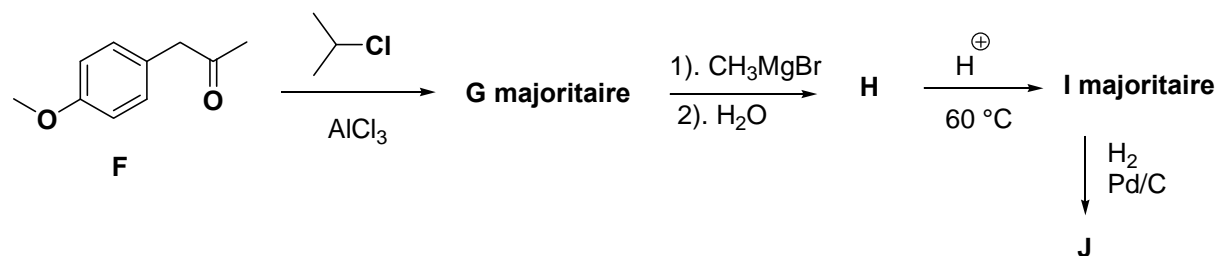 Cl
AlCl3
O
O
F
G majoritaire
1). CH3MgBr
2). H2O
H
H⊕
60 °C
I majoritaire
H2
Pd/C
J